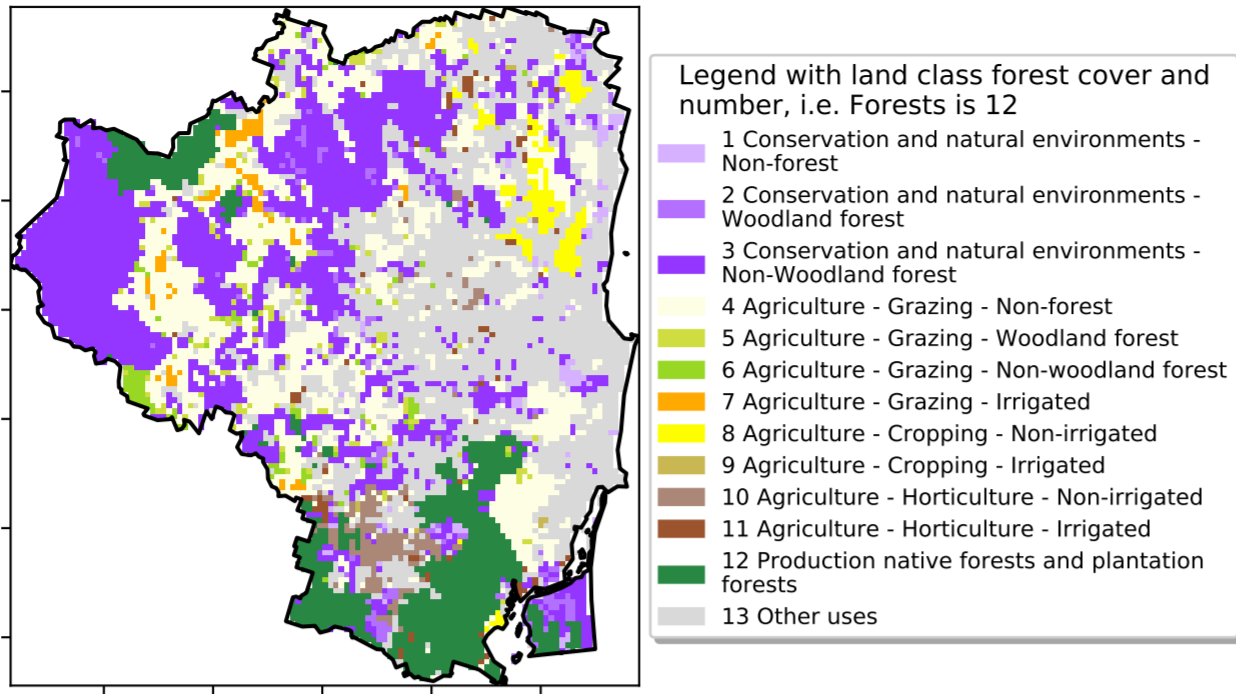 Legend with land class forest cover and
number, i.e. Forests is 12
1 Conservation and natural environments -
Non-forest
2 Conservation and natural environments -
Woodland forest
3 Conservation and natural environments -
Non-Woodland forest
4 Agriculture - Grazing - Non-forest
5 Agriculture - Grazing - Woodland forest
6 Agriculture - Grazing - Non-woodland forest
7 Agriculture - Grazing - Irrigated
8 Agriculture - Cropping - Non-irrigated
9 Agriculture - Cropping - Irrigated
10 Agriculture - Horticulture - Non-irrigated
11 Agriculture - Horticulture - Irrigated
12 Production native forests and plantation
forests
13 Other uses